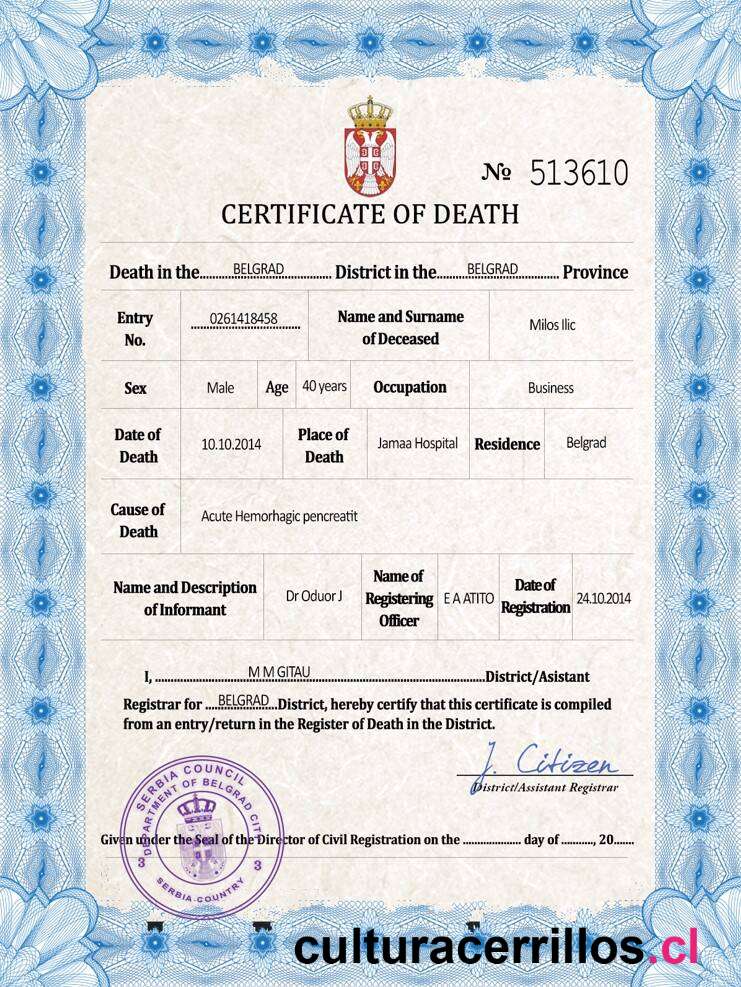 № 513610
CERTIFICATE OF DEATH
Death in the....BELGRAD.... District in the....BELGRAD.... Province
Entry No. 0261418458 Name and Surname of Deceased Milos Ilic
Sex Male Age 40 years Occupation Business
Date of Death 10.10.2014 Place of Death Jamaa Hospital Residence Belgrad
Cause of Death Acute Hemorhagic pencreatit
Name and Description of Informant Dr Oduor J Name of Registering Officer E A ATITO Date of Registration 24.10.2014
I, ....M M GITAU....District/Asistant
Registrar for ....BELGRAD....District, hereby certify that this certificate is compiled
from an entry/return in the Register of Death in the District.
J. Citizen
District/Assistant Registrar
SERBIA COUNCIL
DEPARTMENT OF BELGRAD CITY
3 3
SERBIA-COUNTRY
Given under the Seal of the Director of Civil Registration on the .................... day of ..........., 20.......
culturacerrillos.cl